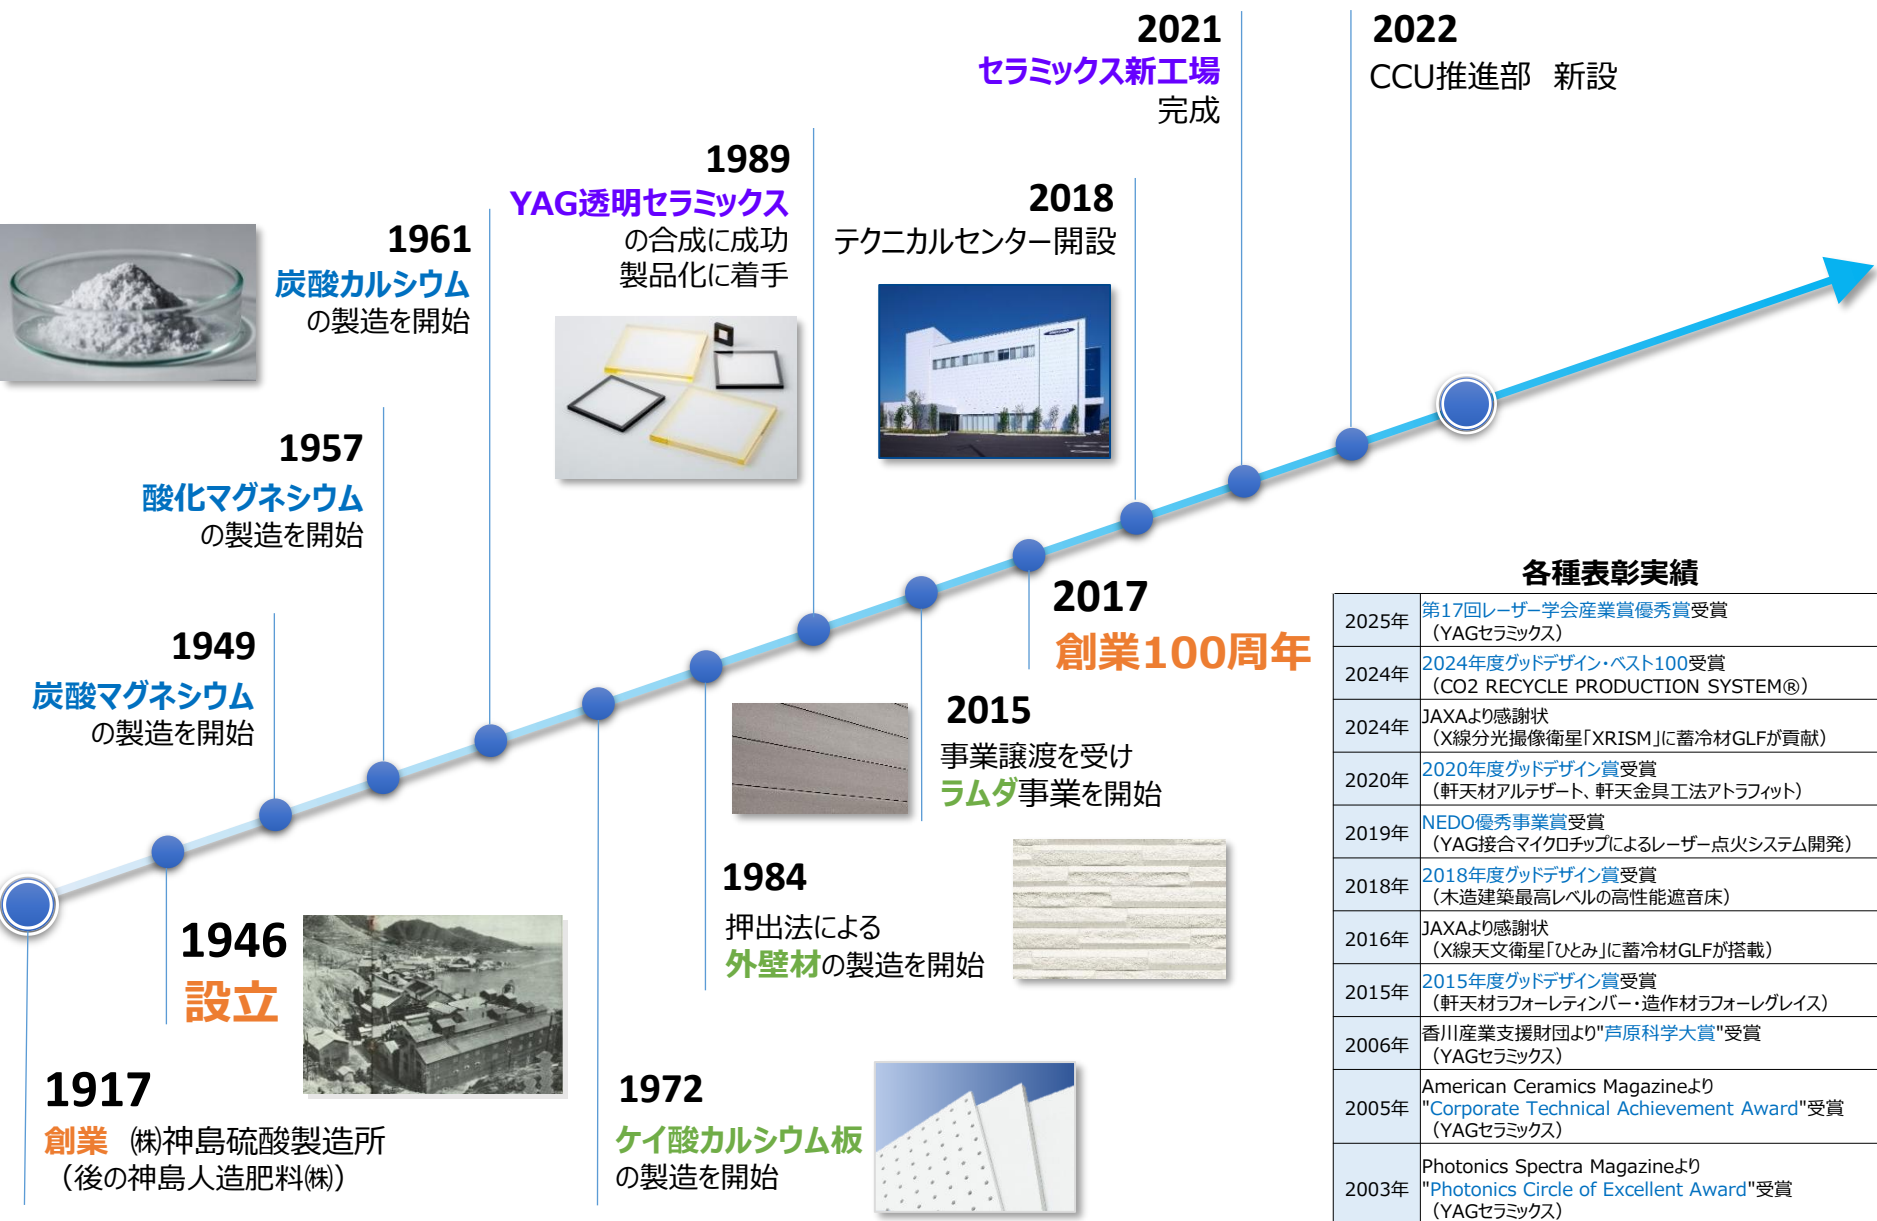 1917
創業 ㈱神島硫酸製造所
（後の神島人造肥料㈱）
1946
設立
1949
炭酸マグネシウム
の製造を開始
1957
酸化マグネシウム
の製造を開始
1961
炭酸カルシウム
の製造を開始
1972
ケイ酸カルシウム板
の製造を開始
1984
押出法による
外壁材の製造を開始
1989
YAG透明セラミックス
の合成に成功
製品化に着手
2015
事業譲渡を受け
ラムダ事業を開始
2017
創業100周年
2018
テクニカルセンター開設
2021
セラミックス新工場
完成
2022
CCU推進部 新設
各種表彰実績
2025年 第17回レーザー学会産業賞優秀賞受賞
（YAGセラミックス）
2024年 2024年度グッドデザイン・ベスト100受賞
（CO2 RECYCLE PRODUCTION SYSTEM®）
2024年 JAXAより感謝状
（X線分光撮像衛星「XRISM」に蓄冷材GLFが貢献）
2020年 2020年度グッドデザイン賞受賞
（軒天材アルテザート、軒天金具工法アトラフィット）
2019年 NEDO優秀事業賞受賞
（YAG接合マイクロチップによるレーザー点火システム開発）
2018年 2018年度グッドデザイン賞受賞
（木造建築最高レベルの高性能遮音床）
2016年 JAXAより感謝状
（X線天文衛星「ひとみ」に蓄冷材GLFが搭載）
2015年 2015年度グッドデザイン賞受賞
（軒天材ラフォーレティンバー・造作材ラフォーレグレイス）
2006年 香川産業支援財団より"芦原科学大賞"受賞
（YAGセラミックス）
2005年 American Ceramics Magazineより
"Corporate Technical Achievement Award"受賞
（YAGセラミックス）
2003年 Photonics Spectra Magazineより
"Photonics Circle of Excellent Award"受賞
（YAGセラミックス）